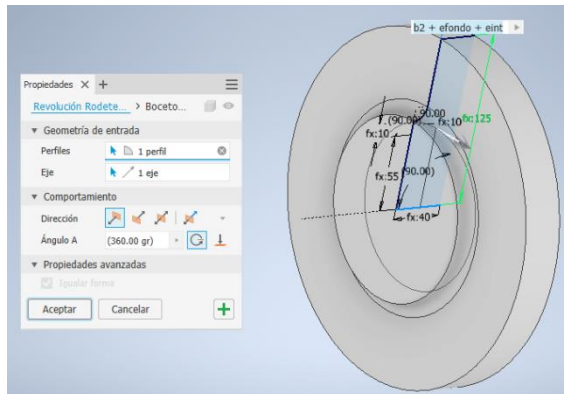 b2 + efondo + eint
Propiedades × +
Revolución Rodete... > Boceto...
Geometría de entrada
Perfiles 1 perfil
Eje 1 eje
Comportamiento
Dirección
Ángulo A (360.00 gr)
Propiedades avanzadas
Igualar forma
Aceptar Cancelar +
90.00
(90.00) fx:10 fx:125
fx:10
fx:55 (90.00)
fx:40